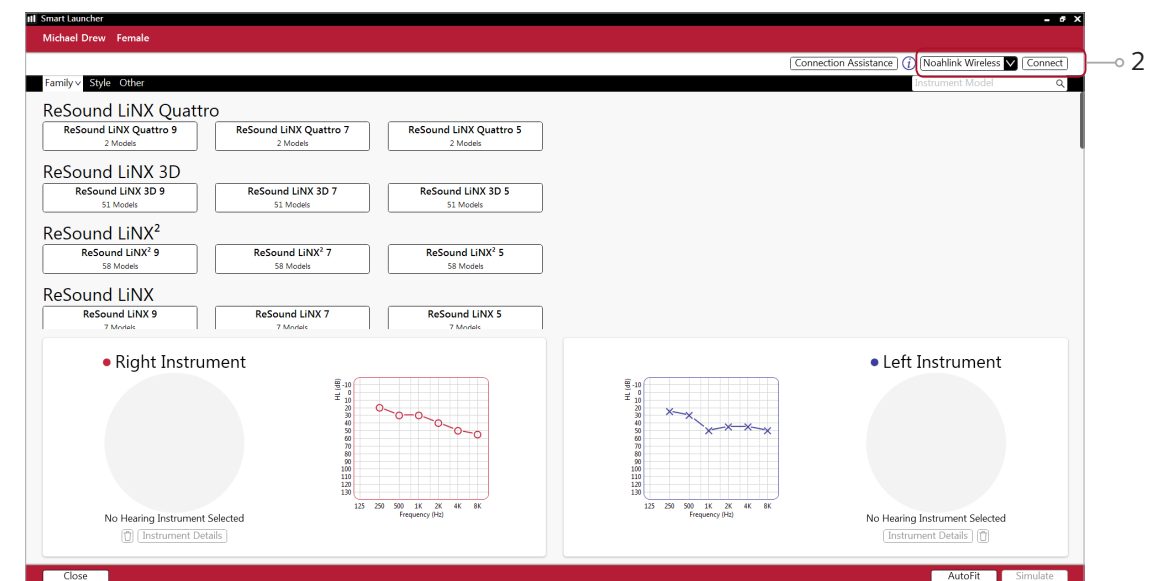 Smart Launcher
Michael Drew Female
Connection Assistance i Noahlink Wireless Connect 2
Family Style Other Instrument Model
ReSound LiNX Quattro
ReSound LiNX Quattro 9 ReSound LiNX Quattro 7 ReSound LiNX Quattro 5
2 Models 2 Models 2 Models
ReSound LiNX 3D
ReSound LiNX 3D 9 ReSound LiNX 3D 7 ReSound LiNX 3D 5
51 Models 51 Models 51 Models
ReSound LiNX²
ReSound LiNX² 9 ReSound LiNX² 7 ReSound LiNX² 5
58 Models 58 Models 58 Models
ReSound LiNX
ReSound LiNX 9 ReSound LiNX 7 ReSound LiNX 5
7 Models 7 Models 7 Models
Right Instrument
HL (dB)
-10
0
10
20
30
40
50
60
70
80
90
100
110
120
130
125 250 500 1K 2K 4K 8K
Frequency (Hz)
No Hearing Instrument Selected
Instrument Details
Left Instrument
HL (dB)
-10
0
10
20
30
40
50
60
70
80
90
100
110
120
130
125 250 500 1K 2K 4K 8K
Frequency (Hz)
No Hearing Instrument Selected
Instrument Details
Close AutoFit Simulate